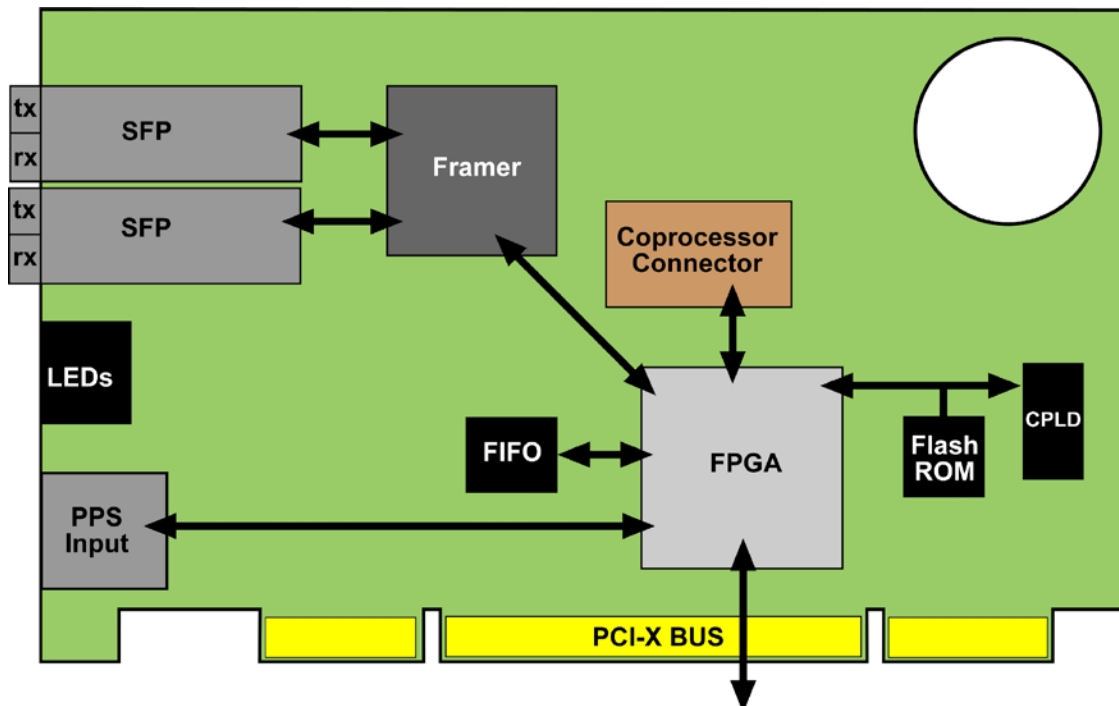 tx
SFP
rx
tx
SFP
rx
Framer
Coprocessor
Connector
LEDs
FIFO
FPGA
Flash
ROM
CPLD
PPS
Input
PCI-X BUS